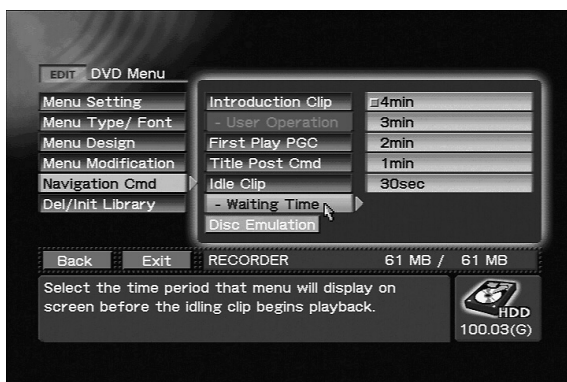 EDIT DVD Menu
Menu Setting
Menu Type/ Font
Menu Design
Menu Modification
Navigation Cmd
Del/Init Library
Introduction Clip
- User Operation
First Play PGC
Title Post Cmd
Idle Clip
- Waiting Time
Disc Emulation
4min
3min
2min
1min
30sec
Back Exit RECORDER 61 MB / 61 MB
Select the time period that menu will display on
screen before the idling clip begins playback.
HDD
100.03(G)